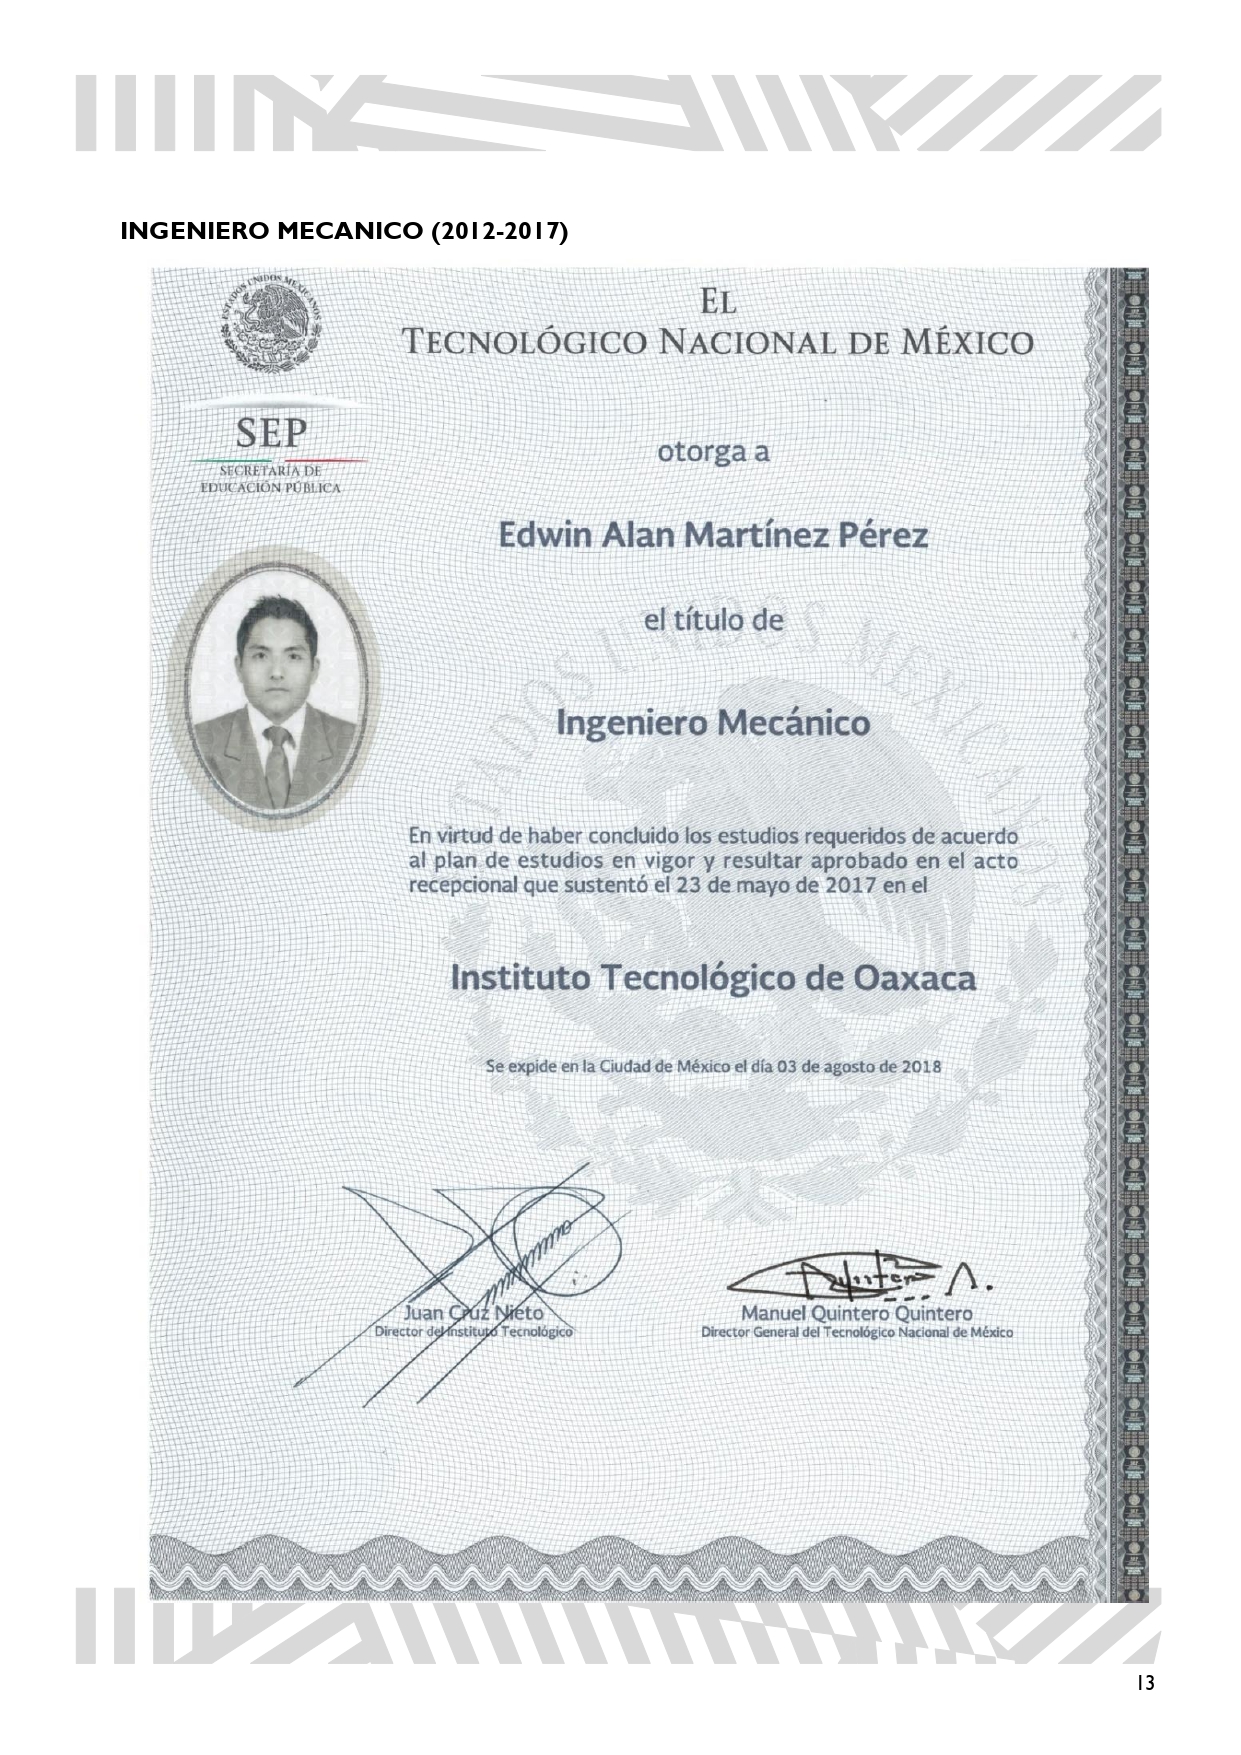 INGENIERO MECANICO (2012-2017)
ESTADOS UNIDOS MEXICANOS
EL
TECNOLÓGICO NACIONAL DE MÉXICO
SEP
SECRETARÍA DE
EDUCACIÓN PÚBLICA
otorga a
Edwin Alan Martínez Pérez
el título de
Ingeniero Mecánico
En virtud de haber concluido los estudios requeridos de acuerdo
al plan de estudios en vigor y resultar aprobado en el acto
recepcional que sustentó el 23 de mayo de 2017 en el
Instituto Tecnológico de Oaxaca
Se expide en la Ciudad de México el día 03 de agosto de 2018
Juan Cruz Nieto
Director del Instituto Tecnológico
Manuel Quintero Quintero
Director General del Tecnológico Nacional de México
13